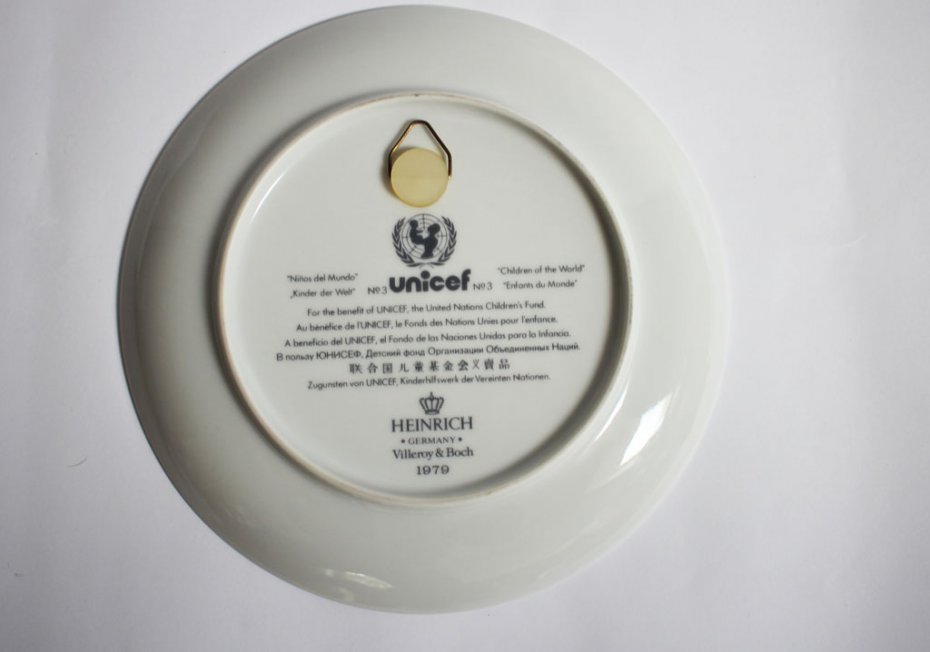 "Niños del Mundo" "Children of the World"
„Kinder der Welt" №3 unicef №3 "Enfants du Monde"
For the benefit of UNICEF, the United Nations Children's Fund.
Au bénéfice de l'UNICEF, le Fonds des Nations Unies pour l'enfance.
A beneficio del UNICEF, el Fondo de las Naciones Unidas para la Infancia.
В пользу ЮНИСЕФ, Детский фонд Организации Объединенных Наций.
联合国儿童基金会义賣品
Zugunsten von UNICEF, Kinderhilfswerk der Vereinten Nationen.
HEINRICH
• GERMANY •
Villeroy & Boch
1979